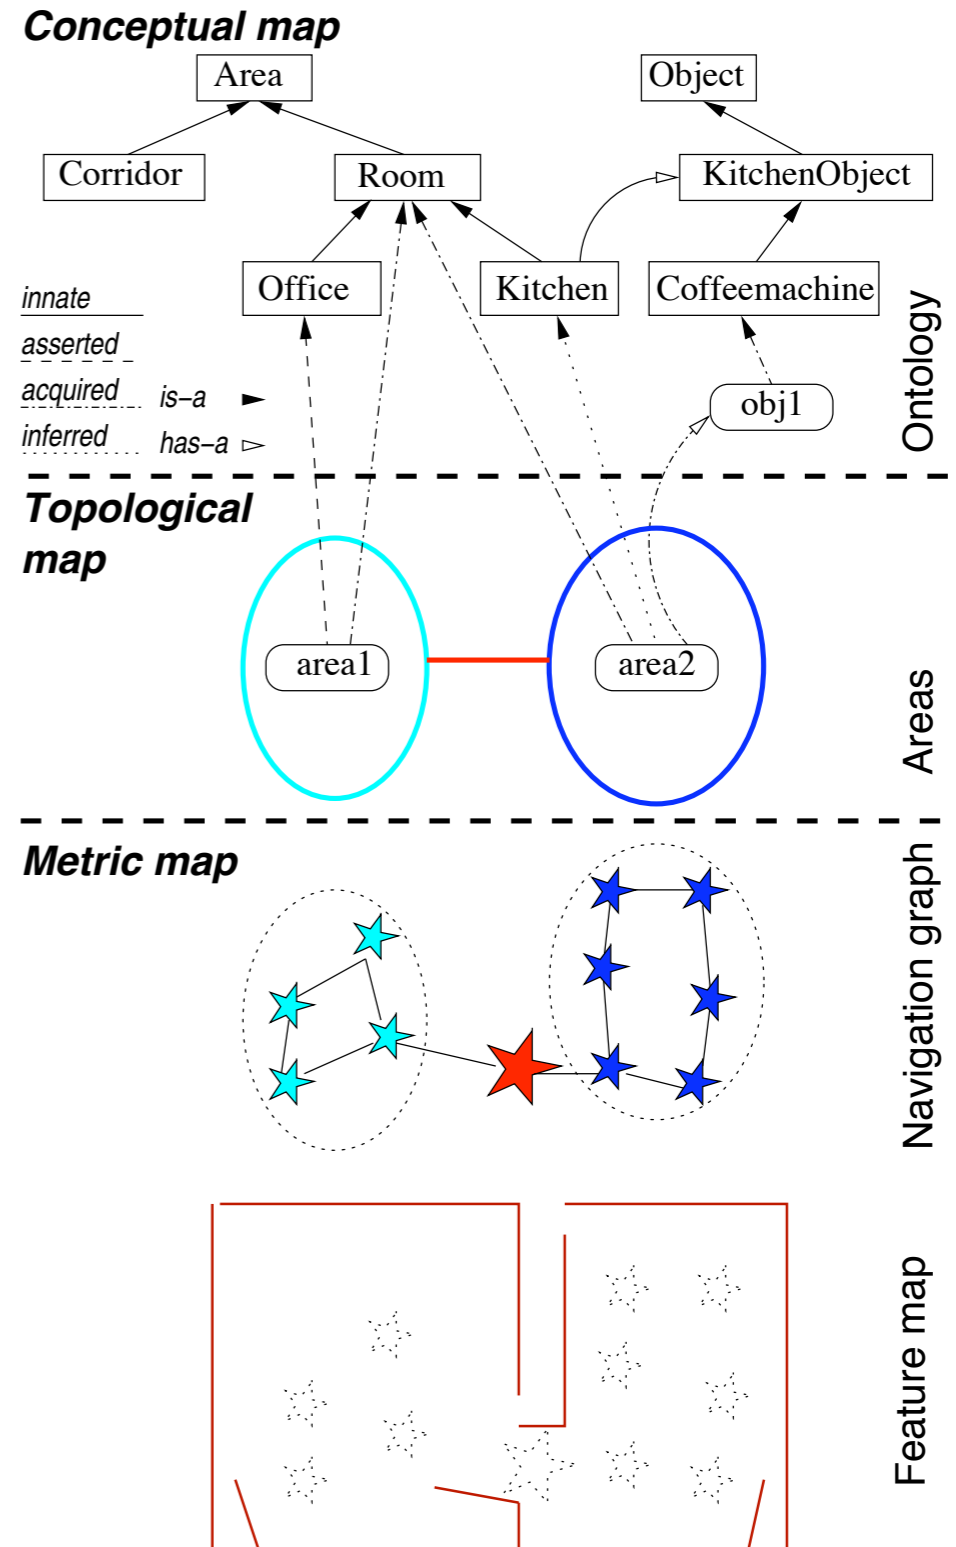 Conceptual map
Area
Object
Corridor
Room
KitchenObject
Office
Kitchen
Coffeemachine
innate
asserted
acquired
is–a
inferred
has–a
obj1
Ontology
Topological
map
area1
area2
Areas
Metric map
Navigation graph
Feature map